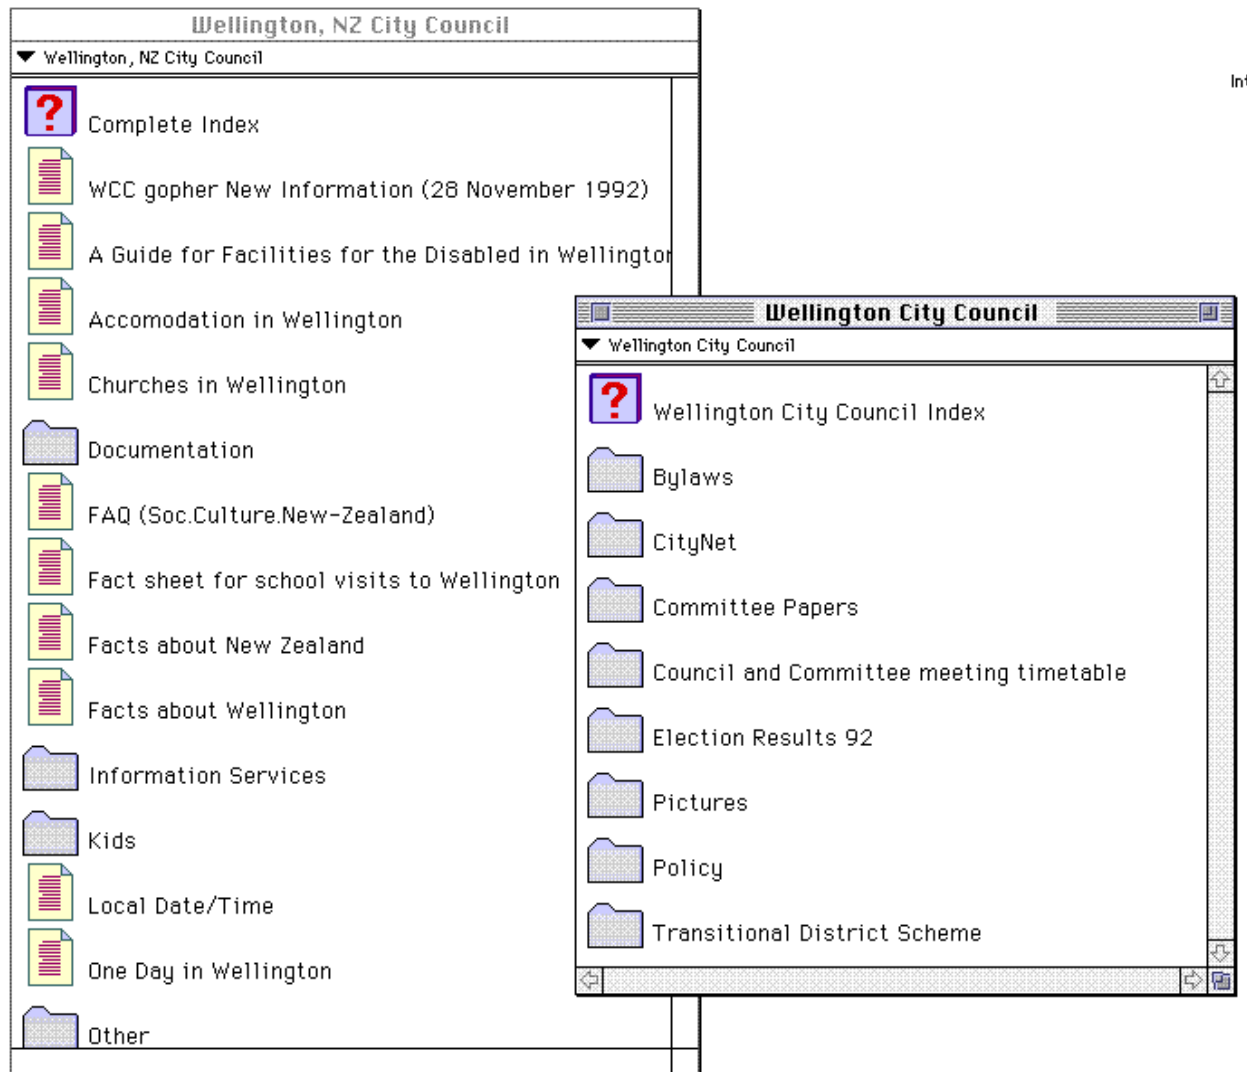 Wellington, NZ City Council
Wellington, NZ City Council
?
Complete Index
WCC gopher New Information (28 November 1992)
A Guide for Facilities for the Disabled in Wellington
Accomodation in Wellington
Churches in Wellington
Documentation
FAQ (Soc.Culture.New-Zealand)
Fact sheet for school visits to Wellington
Facts about New Zealand
Facts about Wellington
Information Services
Kids
Local Date/Time
One Day in Wellington
Other
Int
Wellington City Council
Wellington City Council
?
Wellington City Council Index
Bylaws
CityNet
Committee Papers
Council and Committee meeting timetable
Election Results 92
Pictures
Policy
Transitional District Scheme